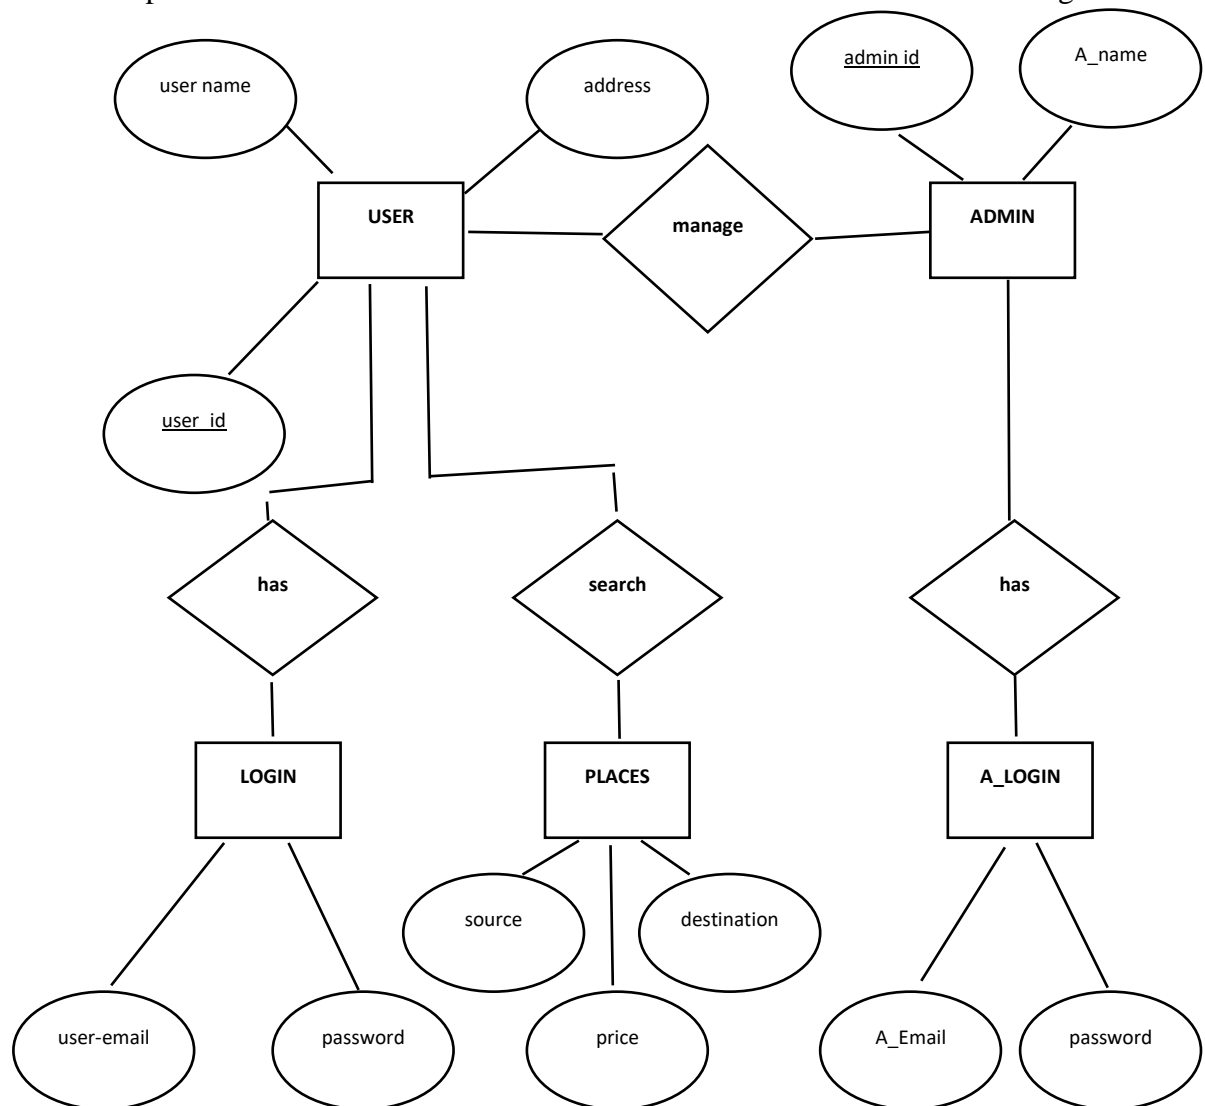 user name
address
admin id
A_name
USER
manage
ADMIN
user_id
has
search
has
LOGIN
PLACES
A_LOGIN
source
destination
user-email
password
price
A_Email
password